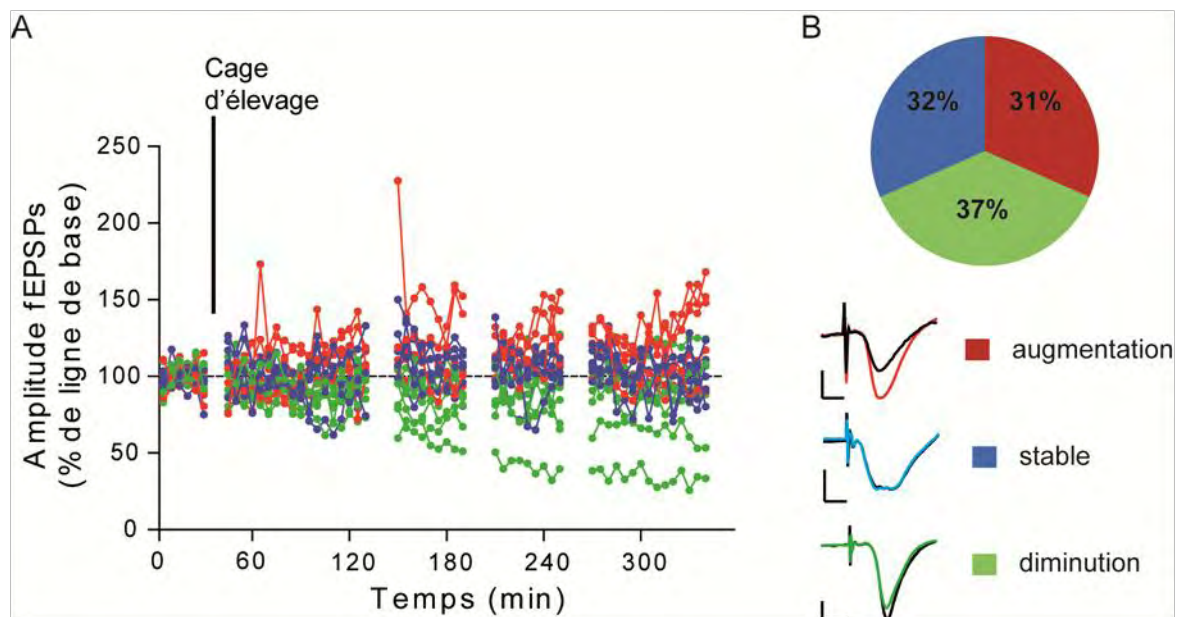 A
Cage
d'élevage
250
200
150
100
50
0
Amplitude fEPSPs
(% de ligne de base)
0 60 120 180 240 300
Temps (min)
B
32% 31%
37%
augmentation
stable
diminution